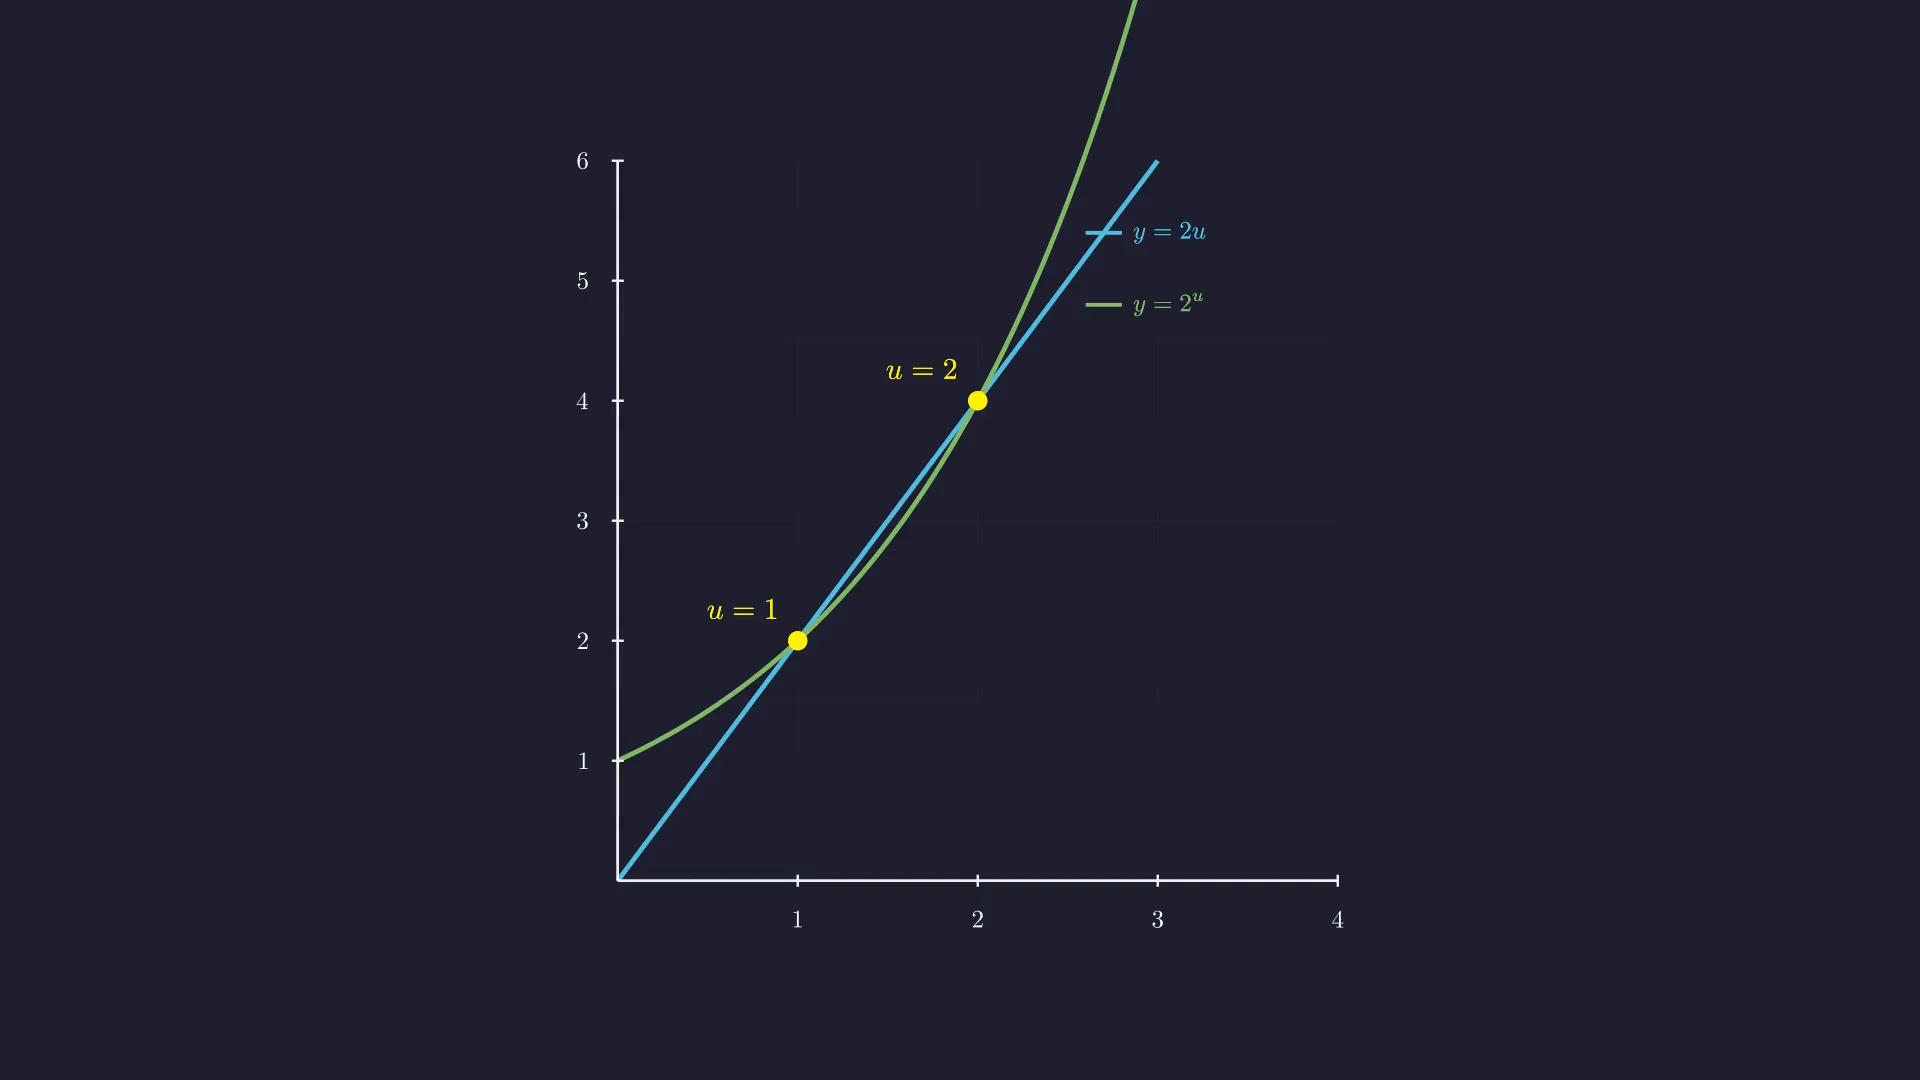 6
y = 2u
5
y = 2^u
u = 2
4
3
u = 1
2
1
1 2 3 4